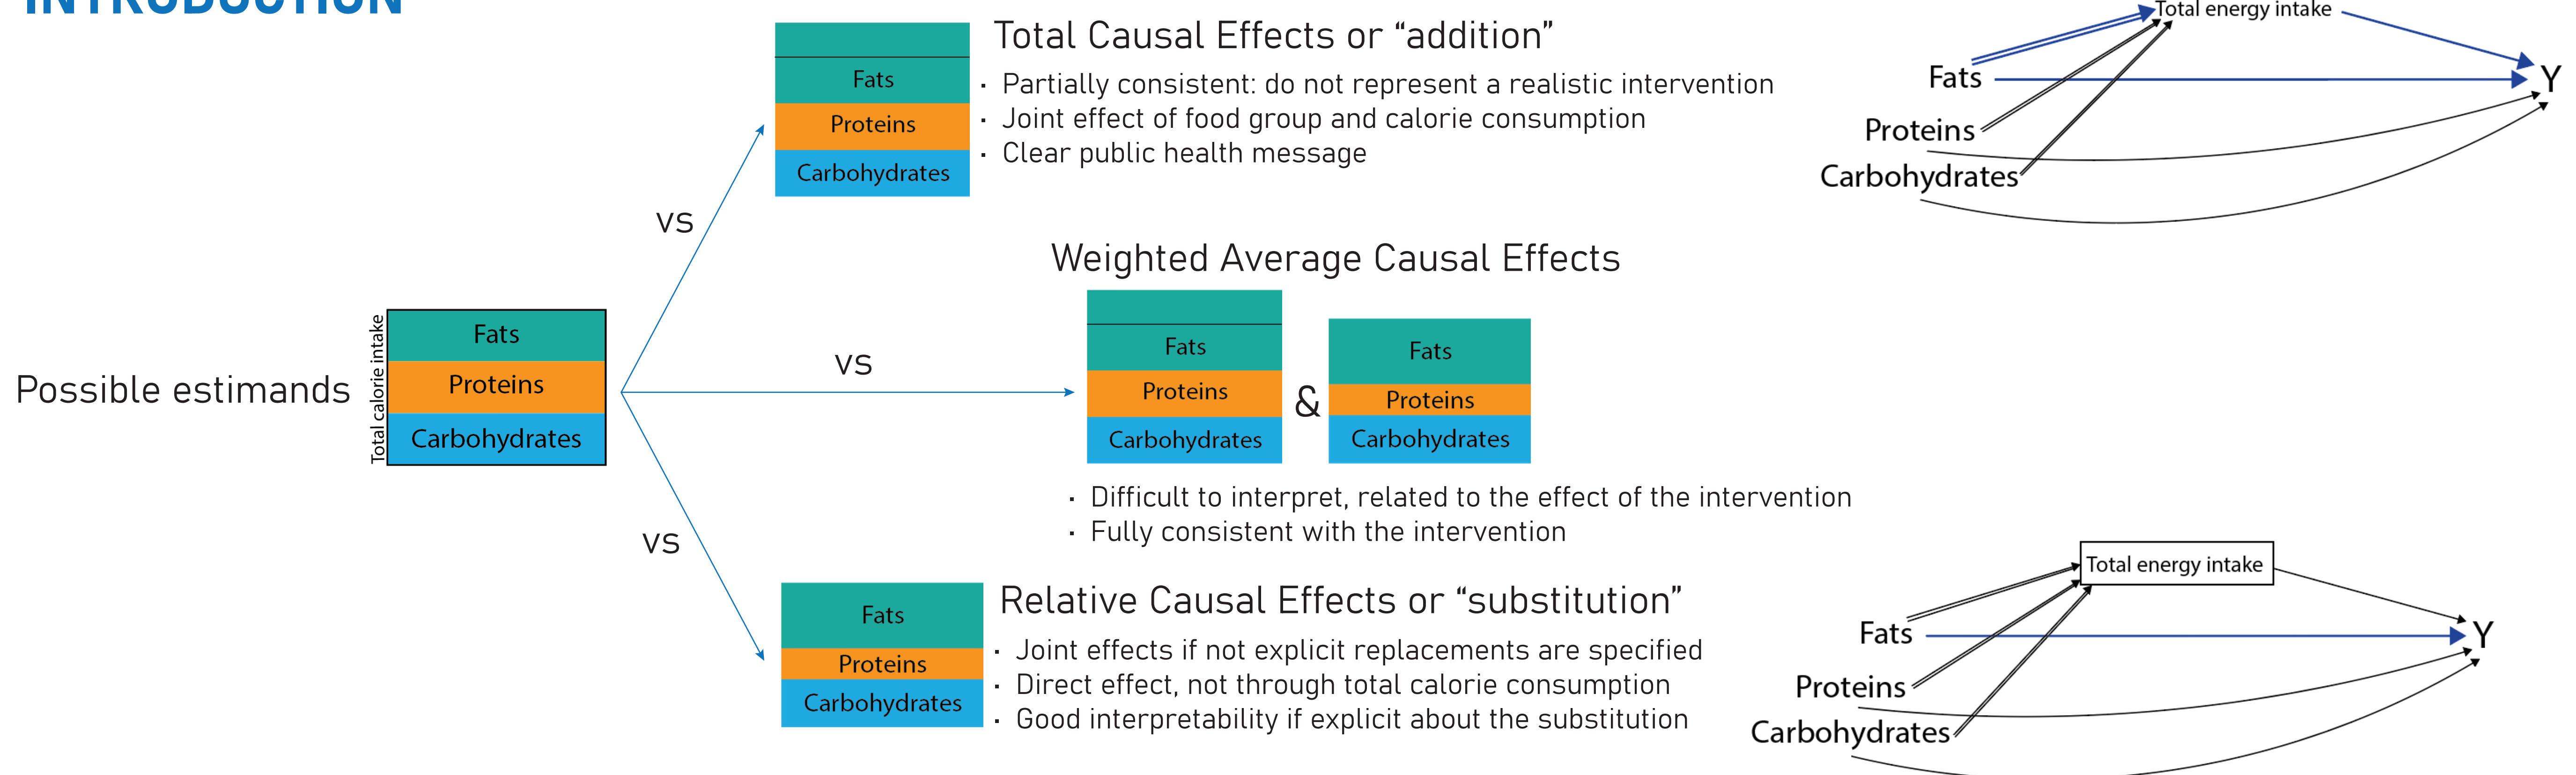 INTRODUCTION
Total Causal Effects or “addition”
Fats
Proteins
Carbohydrates
· Partially consistent: do not represent a realistic intervention
· Joint effect of food group and calorie consumption
· Clear public health message
Total energy intake
Fats
Y
Proteins
Carbohydrates
vs
Weighted Average Causal Effects
Possible estimands
Total calorie intake
Fats
Proteins
Carbohydrates
vs
Fats
Proteins
Carbohydrates
&
Fats
Proteins
Carbohydrates
· Difficult to interpret, related to the effect of the intervention
· Fully consistent with the intervention
vs
Relative Causal Effects or “substitution”
Fats
Proteins
Carbohydrates
· Joint effects if not explicit replacements are specified
· Direct effect, not through total calorie consumption
· Good interpretability if explicit about the substitution
Total energy intake
Fats
Y
Proteins
Carbohydrates